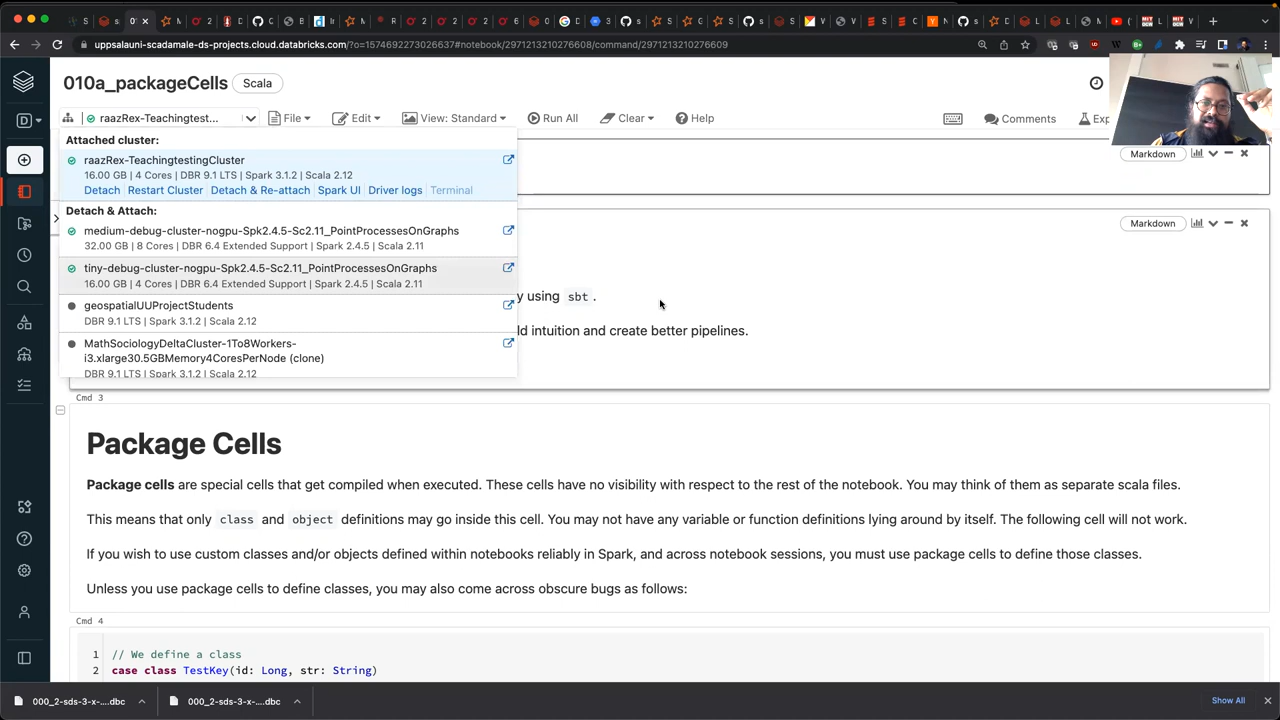 uppsalauni-scadamale-ds-projects.cloud.databricks.com/?o=1574692273026637#notebook/2971213210276608/command/2971213210276609
010a_packageCells Scala
raazRex-Teachingtest... File Edit View: Standard Run All Clear Help Comments Exp
Attached cluster:
raazRex-TeachingtestingCluster
16.00 GB | 4 Cores | DBR 9.1 LTS | Spark 3.1.2 | Scala 2.12
Detach Restart Cluster Detach & Re-attach Spark UI Driver logs Terminal
Detach & Attach:
medium-debug-cluster-nogpu-Spk2.4.5-Sc2.11_PointProcessesOnGraphs
32.00 GB | 8 Cores | DBR 6.4 Extended Support | Spark 2.4.5 | Scala 2.11
tiny-debug-cluster-nogpu-Spk2.4.5-Sc2.11_PointProcessesOnGraphs
16.00 GB | 4 Cores | DBR 6.4 Extended Support | Spark 2.4.5 | Scala 2.11
geospatialUUProjectStudents
DBR 9.1 LTS | Spark 3.1.2 | Scala 2.12
MathSociologyDeltaCluster-1To8Workers-
i3.xlarge30.5GBMemory4CoresPerNode (clone)
DBR 9.1 LTS | Spark 3.1.2 | Scala 2.12
Markdown
Markdown
y using sbt.
ld intuition and create better pipelines.
Cmd 3
Package Cells
Package cells are special cells that get compiled when executed. These cells have no visibility with respect to the rest of the notebook. You may think of them as separate scala files.
This means that only class and object definitions may go inside this cell. You may not have any variable or function definitions lying around by itself. The following cell will not work.
If you wish to use custom classes and/or objects defined within notebooks reliably in Spark, and across notebook sessions, you must use package cells to define those classes.
Unless you use package cells to define classes, you may also come across obscure bugs as follows:
Cmd 4
1 // We define a class
2 case class TestKey(id: Long, str: String)
000_2-sds-3-x-....dbc 000_2-sds-3-x-....dbc Show All